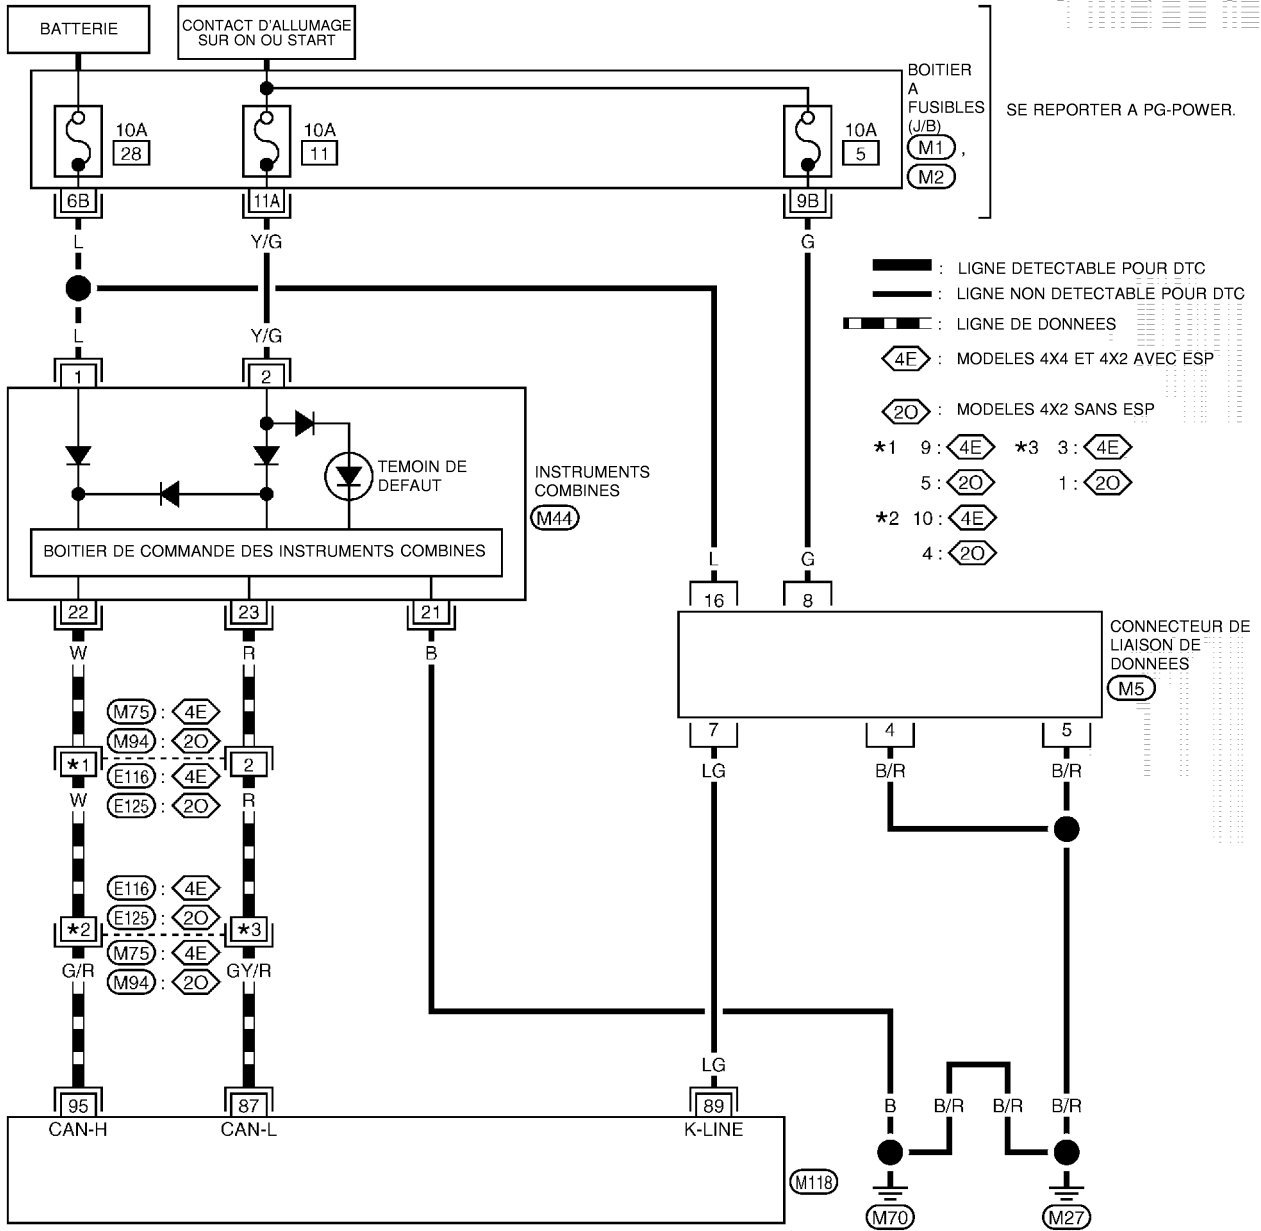 BATTERIE
CONTACT D'ALLUMAGE
SUR ON OU START
BOITIER
A
FUSIBLES
(J/B)
M1 ,
M2
SE REPORTER A PG-POWER.
10A
28
10A
11
10A
5
6B
11A
9B
L
Y/G
G
L
Y/G
: LIGNE DETECTABLE POUR DTC
: LIGNE NON DETECTABLE POUR DTC
: LIGNE DE DONNEES
4E : MODELES 4X4 ET 4X2 AVEC ESP
2O : MODELES 4X2 SANS ESP
*1 9 : 4E *3 3 : 4E
5 : 2O 1 : 2O
*2 10 : 4E
4 : 2O
1
2
TEMOIN DE
DEFAUT
INSTRUMENTS
COMBINES
M44
BOITIER DE COMMANDE DES INSTRUMENTS COMBINES
L
G
16
8
22
23
21
W
R
B
CONNECTEUR DE
LIAISON DE
DONNEES
M5
7
4
5
LG
B/R
B/R
M75 : 4E
M94 : 2O
*1
2
E116 : 4E
E125 : 2O
W
R
E116 : 4E
E125 : 2O
*2
*3
M75 : 4E
M94 : 2O
G/R
GY/R
LG
95
87
89
CAN-H
CAN-L
K-LINE
M118
B
B/R
B/R
B/R
M70
M27